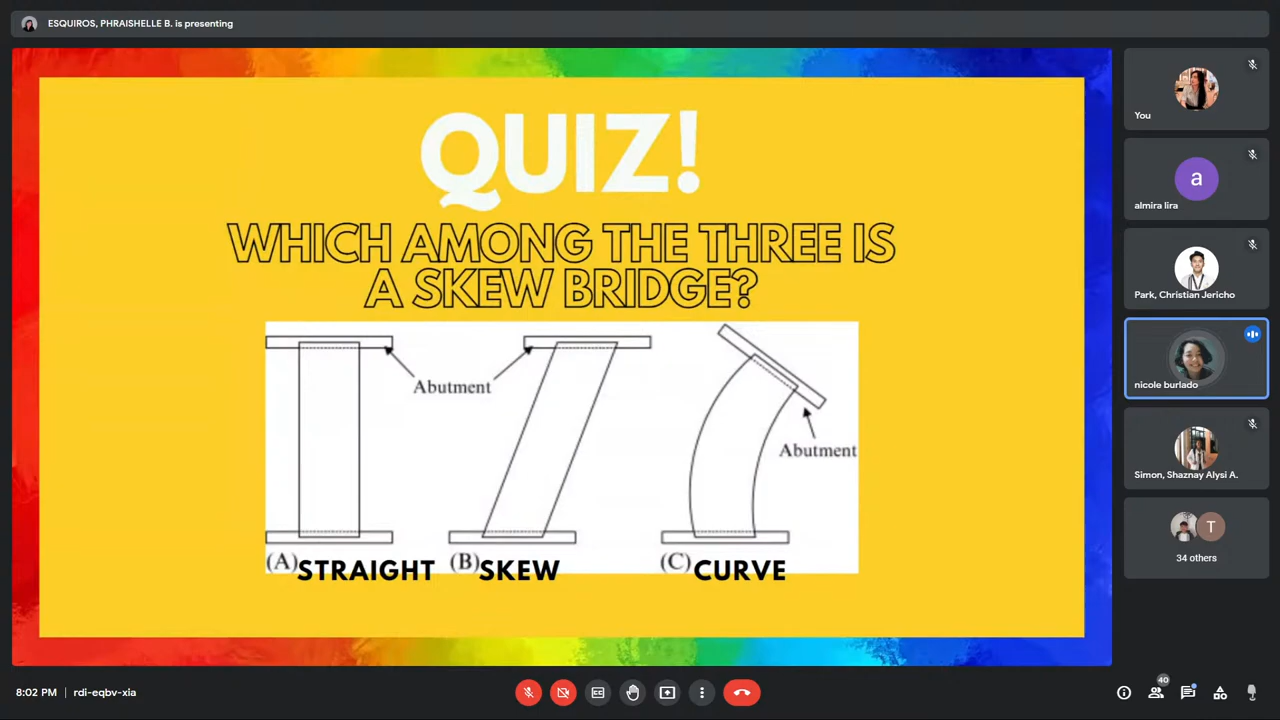 ESQUIROS, PHRAISHELLE B. is presenting
QUIZ!
WHICH AMONG THE THREE IS
A SKEW BRIDGE?
Abutment
Abutment
(A) STRAIGHT
(B) SKEW
(C) CURVE
You
a
almira lira
Park, Christian Jericho
nicole burlado
Simon, Shaznay Alysi A.
T
34 others
8:02 PM | rdi-eqbv-xia
CC
40